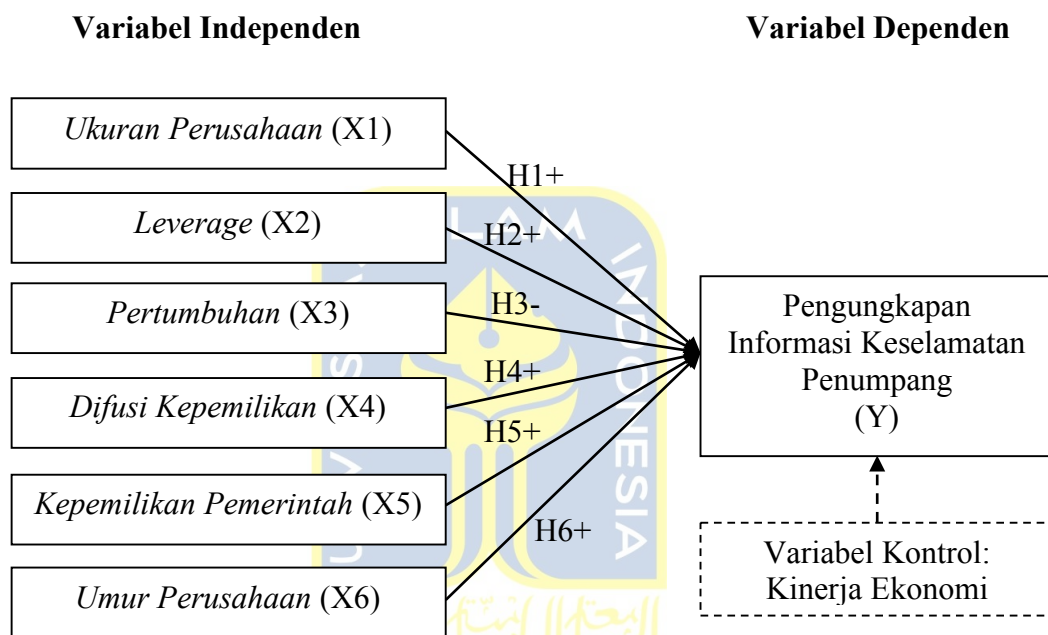 Variabel Independen
Variabel Dependen
Ukuran Perusahaan (X1)
H1+
Leverage (X2)
H2+
Pertumbuhan (X3)
H3-
Difusi Kepemilikan (X4)
H4+
Kepemilikan Pemerintah (X5)
H5+
Umur Perusahaan (X6)
H6+
Pengungkapan
Informasi Keselamatan
Penumpang
(Y)
Variabel Kontrol:
Kinerja Ekonomi
INDONESIA